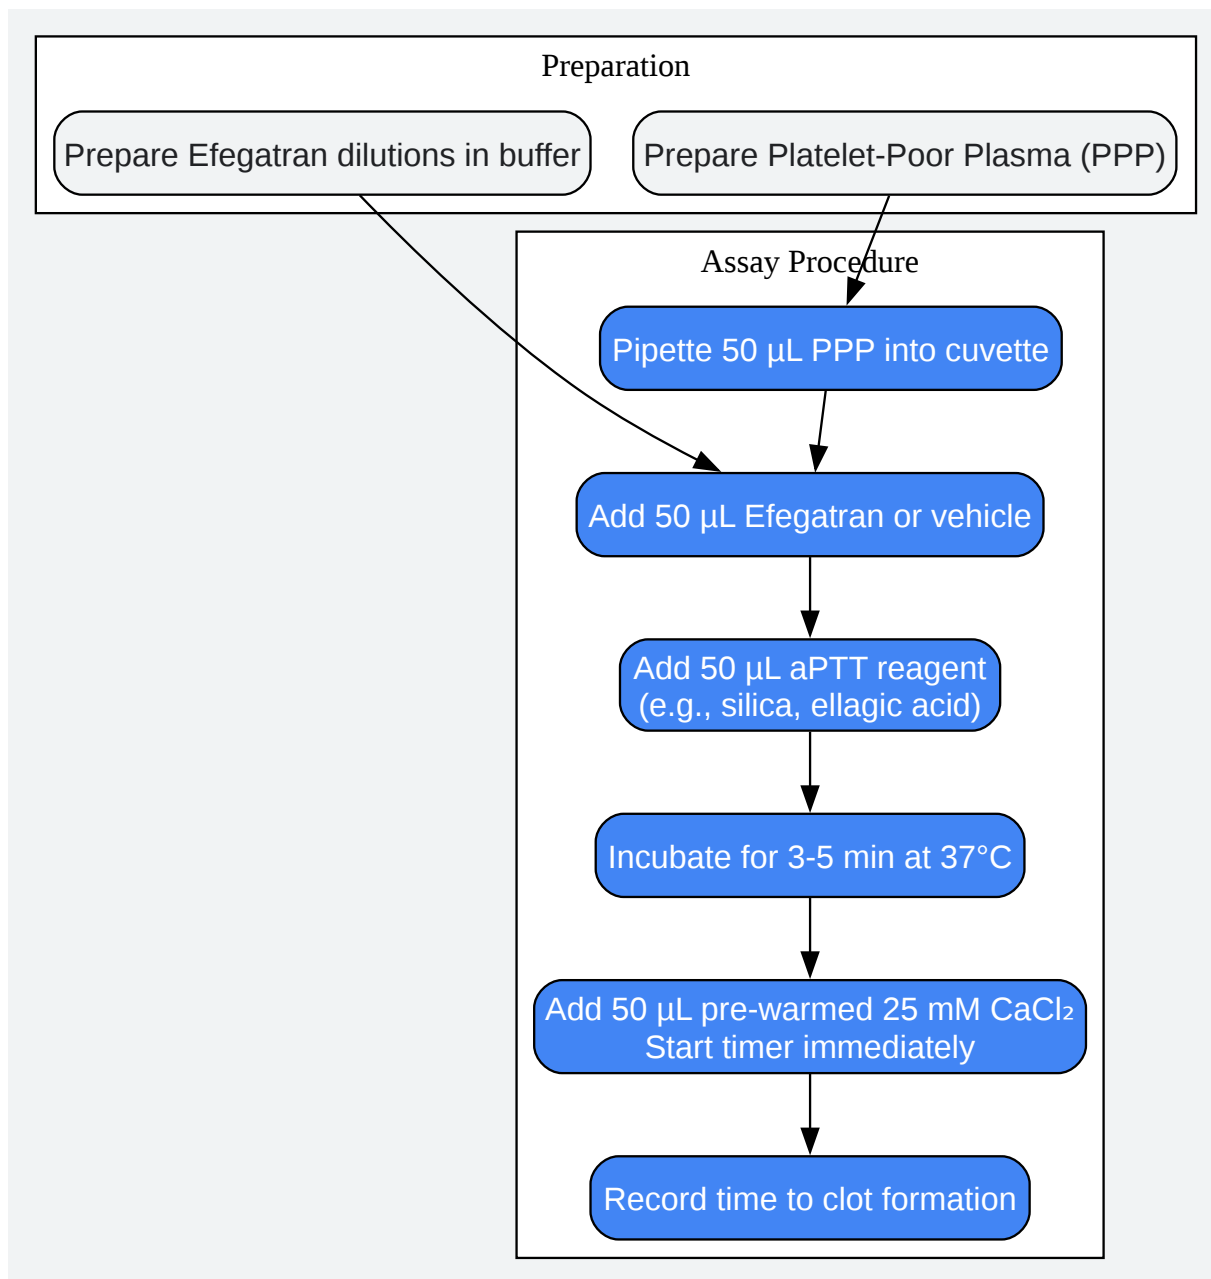 Preparation
Prepare Efegatran dilutions in buffer
Prepare Platelet-Poor Plasma (PPP)
Assay Procedure
Pipette 50 µL PPP into cuvette
Add 50 µL Efegatran or vehicle
Add 50 µL aPTT reagent
(e.g., silica, ellagic acid)
Incubate for 3-5 min at 37°C
Add 50 µL pre-warmed 25 mM CaCl₂
Start timer immediately
Record time to clot formation